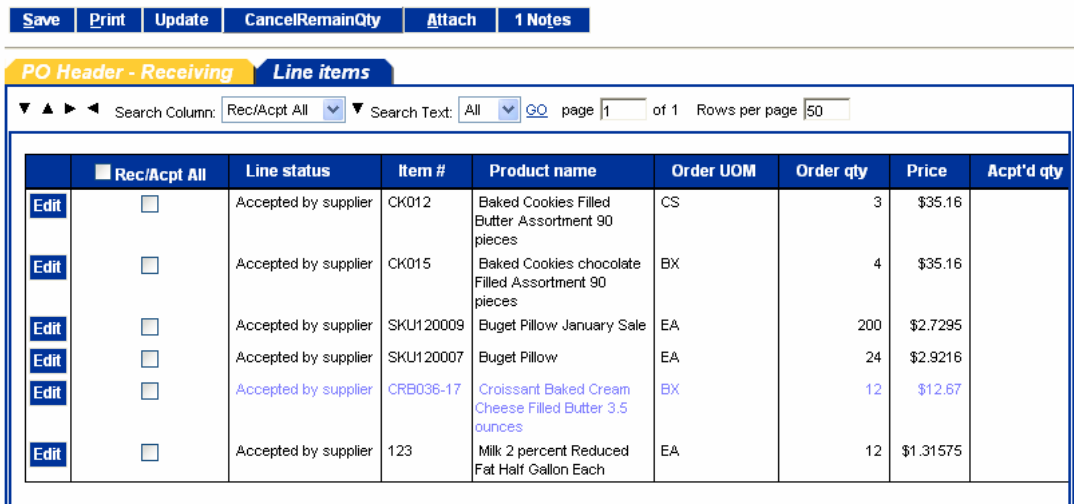 Save Print Update CancelRemainQty Attach 1 Notes
PO Header - Receiving Line items
Search Column: Rec/Acpt All Search Text: All GO page 1 of 1 Rows per page 50
Rec/Acpt All Line status Item # Product name Order UOM Order qty Price Acpt'd qty
Edit Accepted by supplier CK012 Baked Cookies Filled CS 3 $35.16
Butter Assortment 90
pieces
Edit Accepted by supplier CK015 Baked Cookies chocolate BX 4 $35.16
Filled Assortment 90
pieces
Edit Accepted by supplier SKU120009 Buget Pillow January Sale EA 200 $2.7295
Edit Accepted by supplier SKU120007 Buget Pillow EA 24 $2.9216
Edit Accepted by supplier CRB036-17 Croissant Baked Cream BX 12 $12.67
Cheese Filled Butter 3.5
ounces
Edit Accepted by supplier 123 Milk 2 percent Reduced EA 12 $1.31575
Fat Half Gallon Each